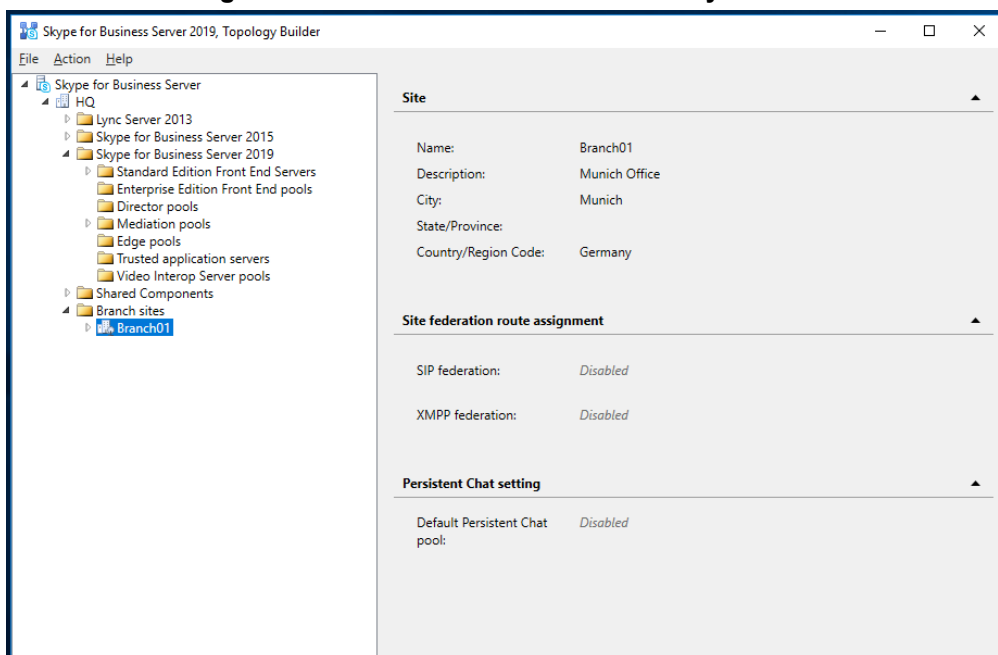 Skype for Business Server 2019, Topology Builder
File Action Help
Skype for Business Server
HQ
Lync Server 2013
Skype for Business Server 2015
Skype for Business Server 2019
Standard Edition Front End Servers
Enterprise Edition Front End pools
Director pools
Mediation pools
Edge pools
Trusted application servers
Video Interop Server pools
Shared Components
Branch sites
Branch01
Site
Name: Branch01
Description: Munich Office
City: Munich
State/Province:
Country/Region Code: Germany
Site federation route assignment
SIP federation: Disabled
XMPP federation: Disabled
Persistent Chat setting
Default Persistent Chat Disabled
pool: